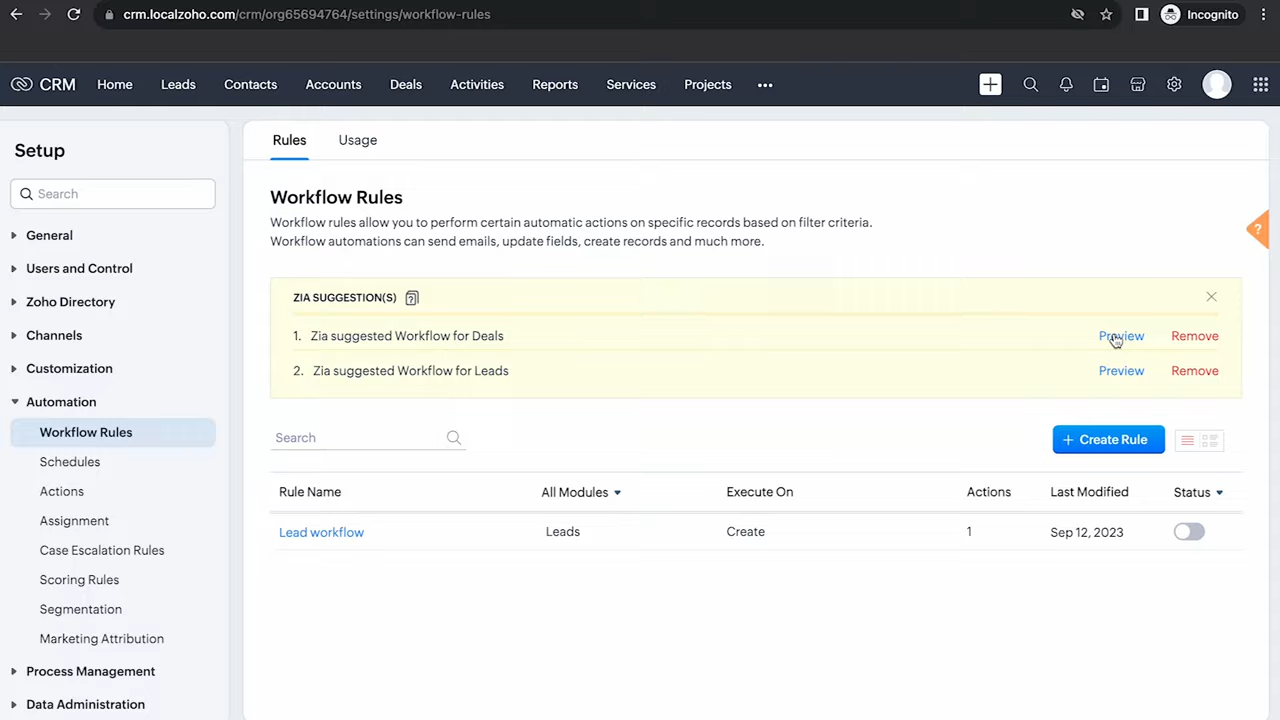 crm.localzoho.com/crm/org65694764/settings/workflow-rules
Incognito
CRM Home Leads Contacts Accounts Deals Activities Reports Services Projects
Setup
Search
General
Users and Control
Zoho Directory
Channels
Customization
Automation
Workflow Rules
Schedules
Actions
Assignment
Case Escalation Rules
Scoring Rules
Segmentation
Marketing Attribution
Process Management
Data Administration
Rules Usage
Workflow Rules
Workflow rules allow you to perform certain automatic actions on specific records based on filter criteria.
Workflow automations can send emails, update fields, create records and much more.
?
ZIA SUGGESTION(S) ?
1. Zia suggested Workflow for Deals Preview Remove
2. Zia suggested Workflow for Leads Preview Remove
Search
+ Create Rule
Rule Name All Modules Execute On Actions Last Modified Status
Lead workflow Leads Create 1 Sep 12, 2023